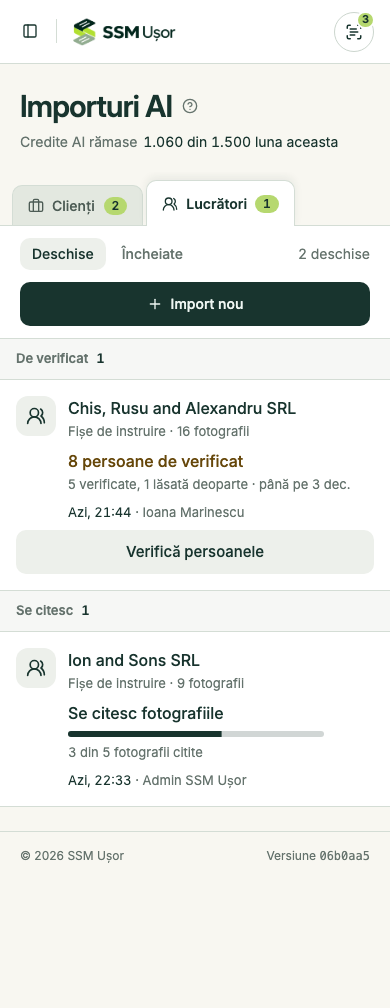 SSM Ușor
3
Importuri AI
Credite AI rămase 1.060 din 1.500 luna aceasta
Clienți 2
Lucrători 1
Deschise
Încheiate
2 deschise
+ Import nou
De verificat 1
Chis, Rusu and Alexandru SRL
Fișe de instruire · 16 fotografii
8 persoane de verificat
5 verificate, 1 lăsată deoparte · până pe 3 dec.
Azi, 21:44 · Ioana Marinescu
Verifică persoanele
Se citesc 1
Ion and Sons SRL
Fișe de instruire · 9 fotografii
Se citesc fotografiile
3 din 5 fotografii citite
Azi, 22:33 · Admin SSM Ușor
© 2026 SSM Ușor
Versiune 06b0aa5